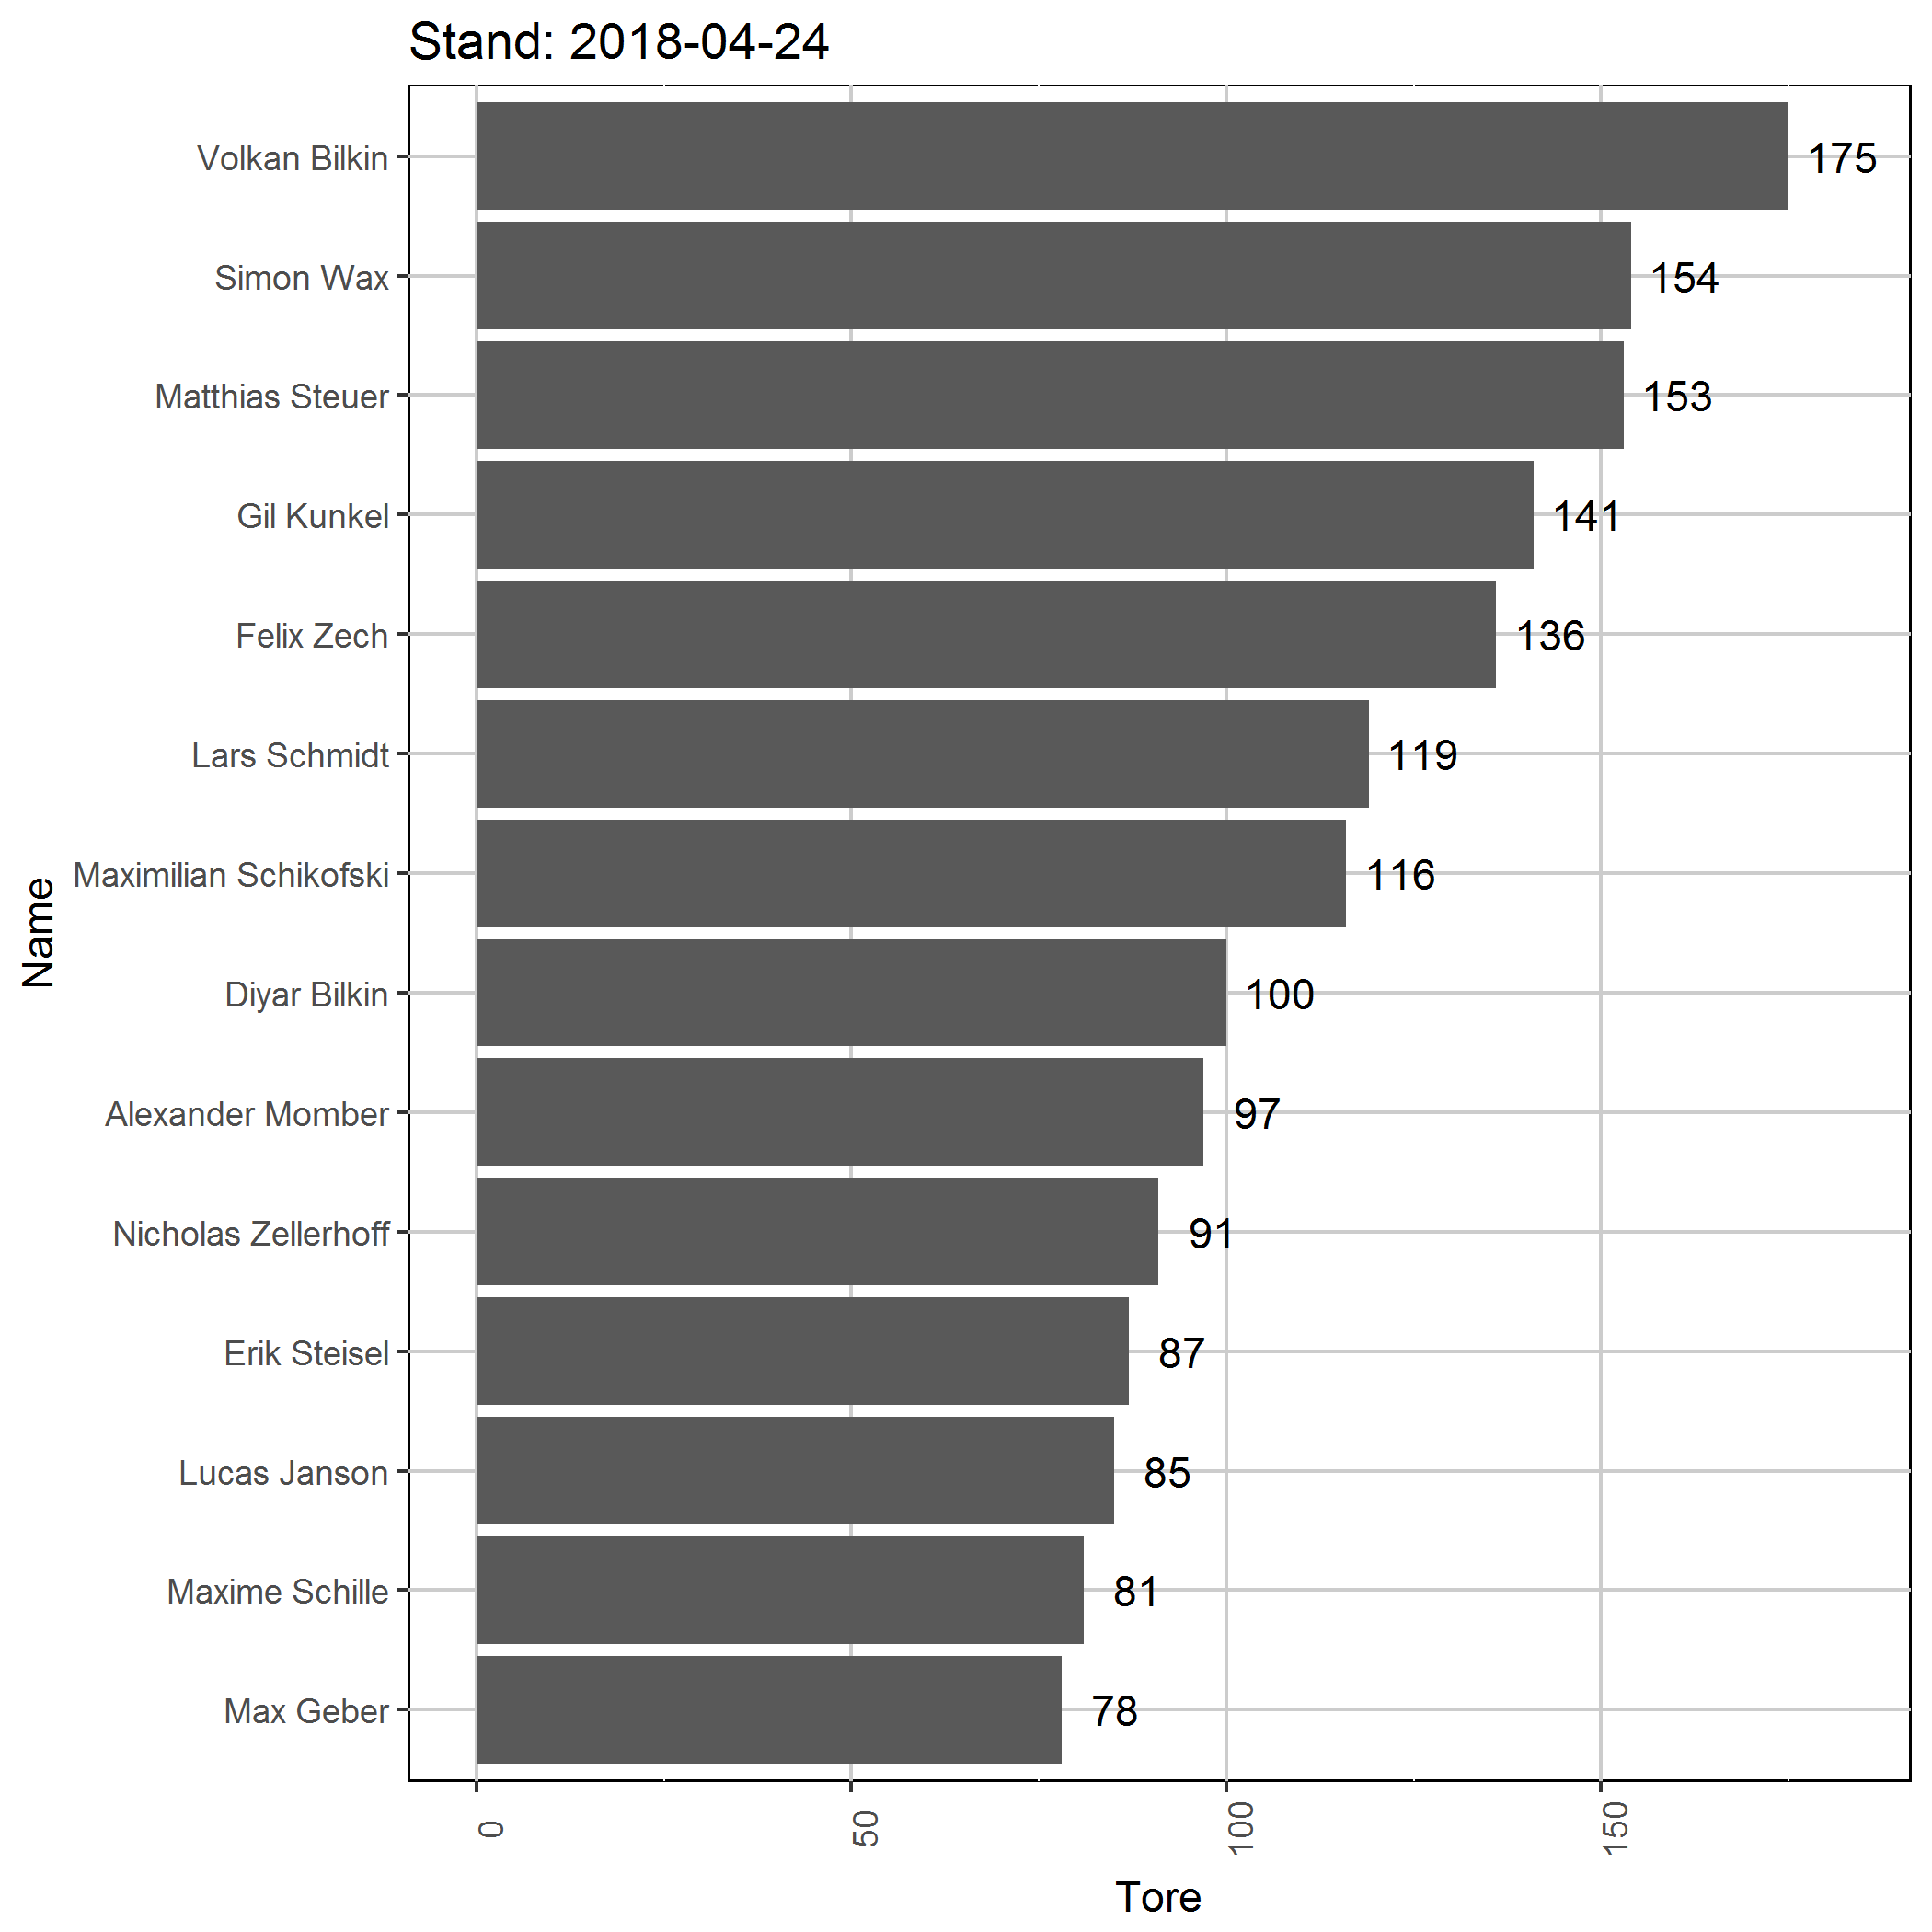 Stand: 2018-04-24
Volkan Bilkin 175
Simon Wax 154
Matthias Steuer 153
Gil Kunkel 141
Felix Zech 136
Lars Schmidt 119
Maximilian Schikofski 116
Diyar Bilkin 100
Alexander Momber 97
Nicholas Zellerhoff 91
Erik Steisel 87
Lucas Janson 85
Maxime Schille 81
Max Geber 78
Name
0 50 100 150
Tore